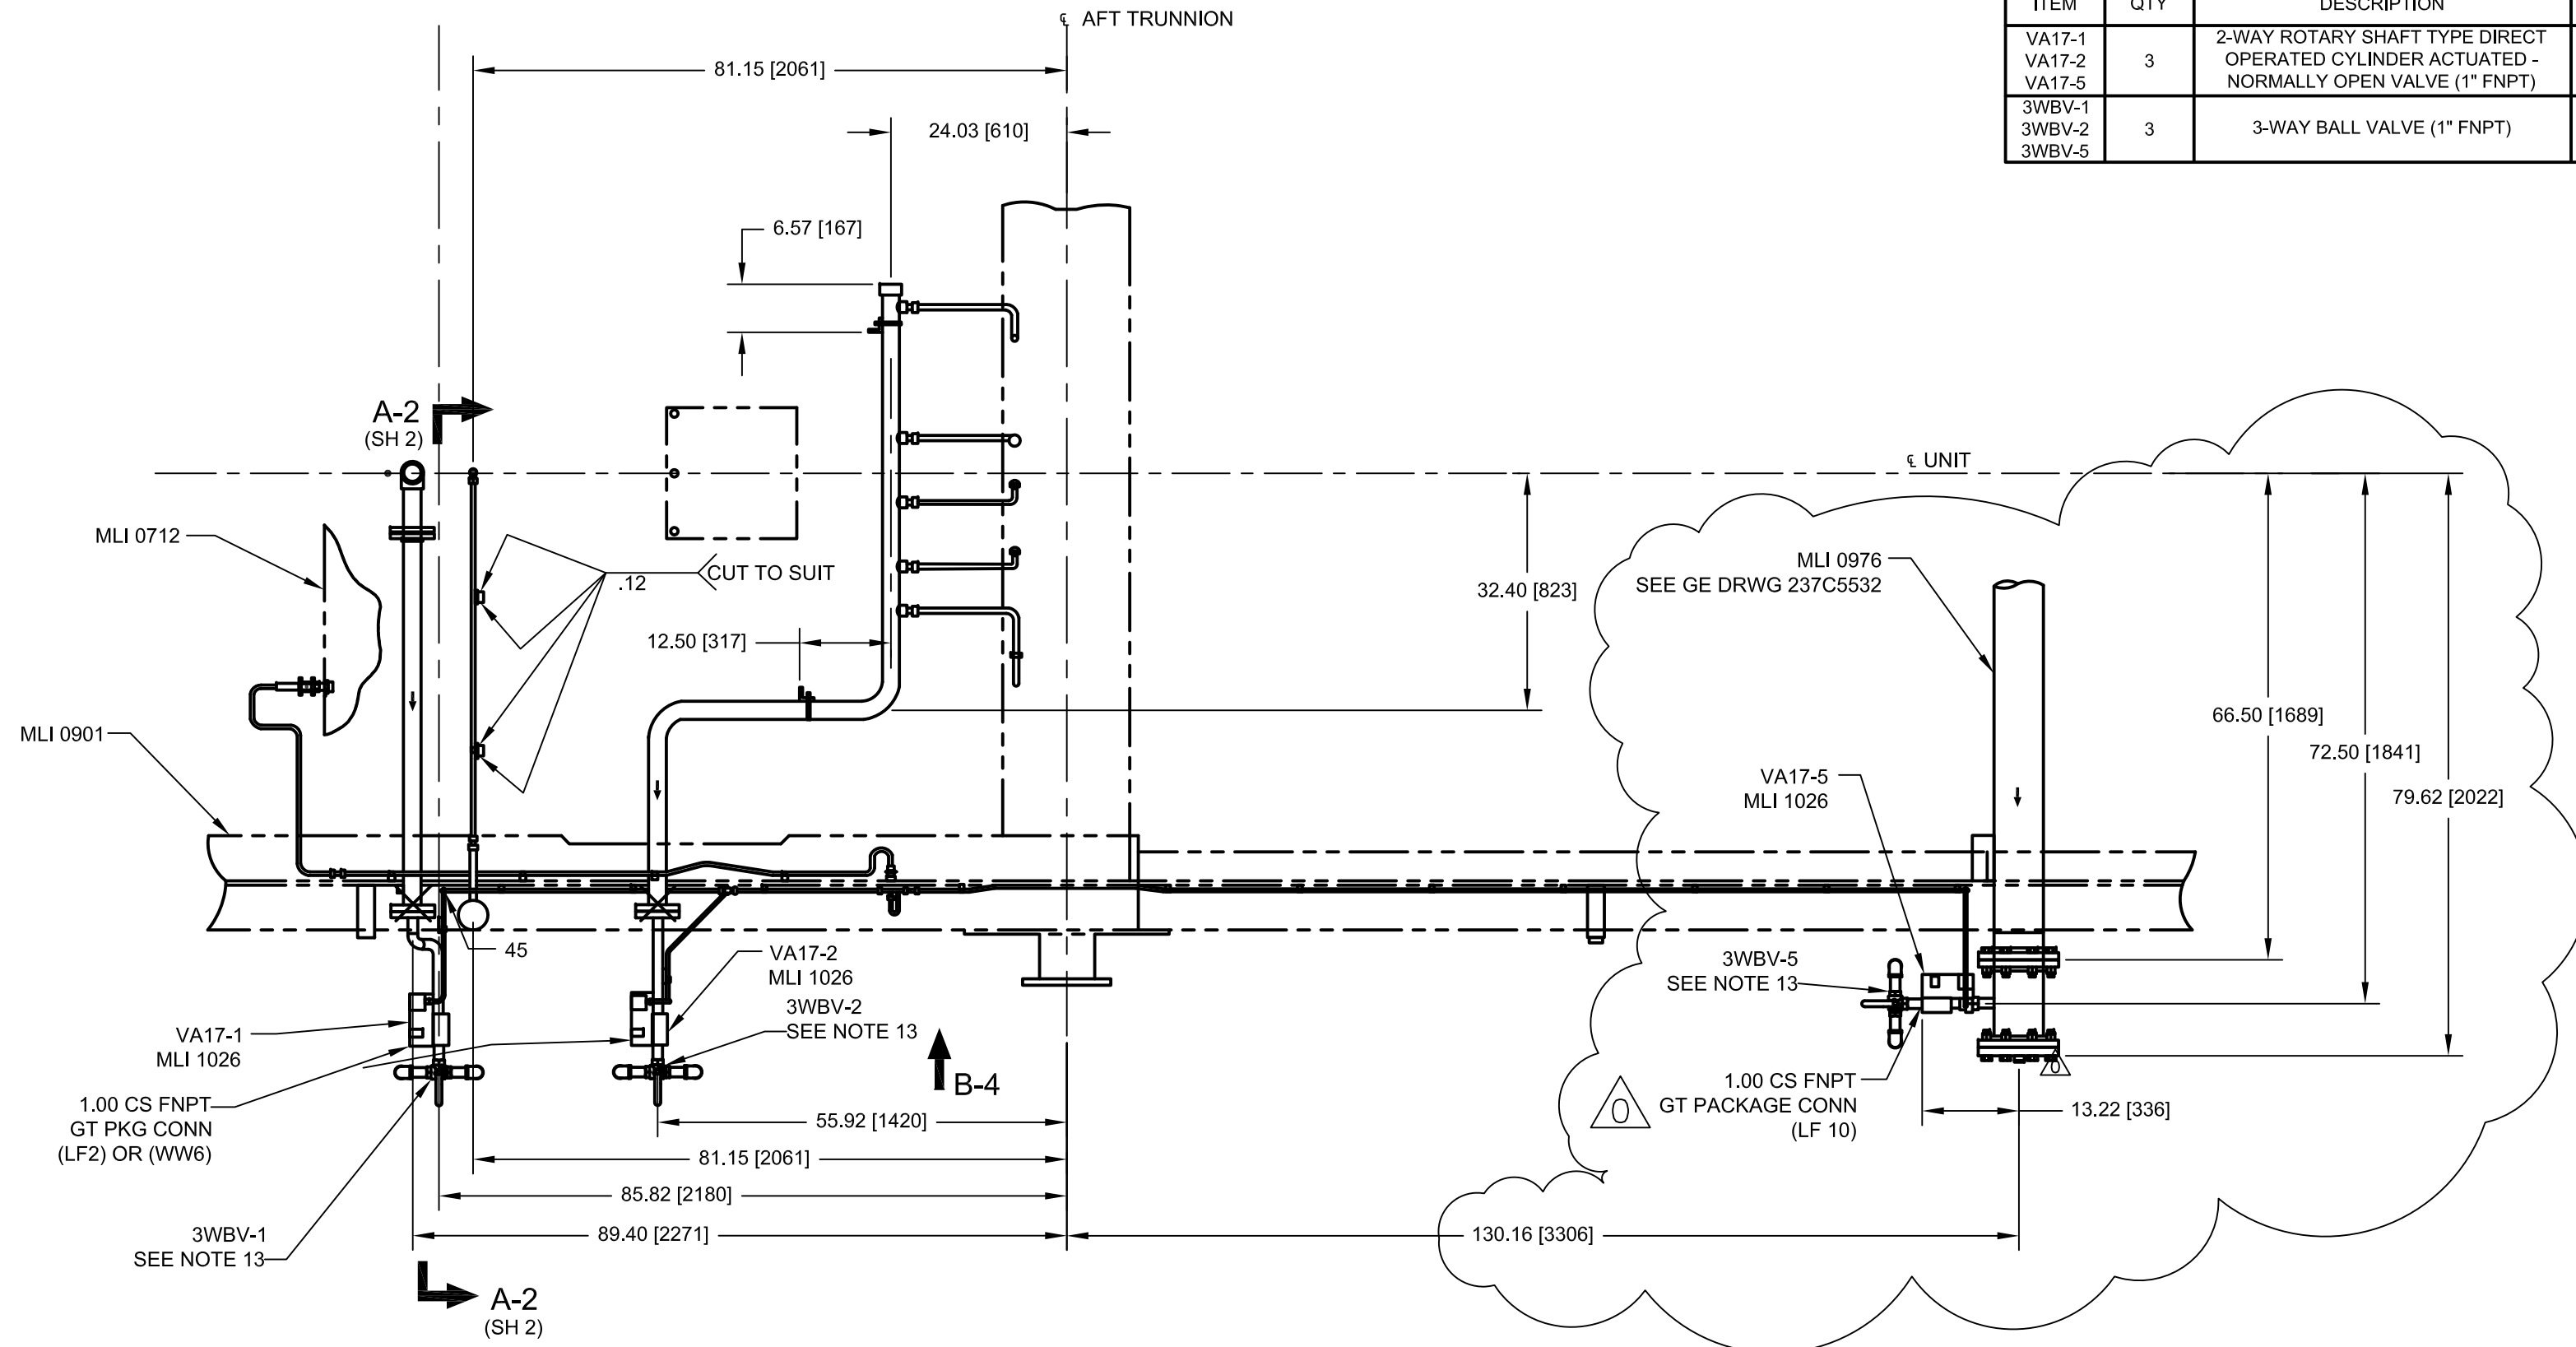 ℄ AFT TRUNNION
ITEM QTY DESCRIPTION
VA17-1
VA17-2
VA17-5
3
2-WAY ROTARY SHAFT TYPE DIRECT
OPERATED CYLINDER ACTUATED -
NORMALLY OPEN VALVE (1" FNPT)
3WBV-1
3WBV-2
3WBV-5
3
3-WAY BALL VALVE (1" FNPT)
81.15 [2061]
24.03 [610]
6.57 [167]
A-2
(SH 2)
℄ UNIT
MLI 0712
.12
CUT TO SUIT
32.40 [823]
MLI 0976
SEE GE DRWG 237C5532
12.50 [317]
66.50 [1689]
72.50 [1841]
79.62 [2022]
MLI 0901
VA17-5
MLI 1026
45
VA17-2
MLI 1026
3WBV-2
SEE NOTE 13
3WBV-5
SEE NOTE 13
VA17-1
MLI 1026
B-4
1.00 CS FNPT
GT PKG CONN
(LF2) OR (WW6)
0
1.00 CS FNPT
GT PACKAGE CONN
(LF 10)
0
13.22 [336]
55.92 [1420]
81.15 [2061]
85.82 [2180]
89.40 [2271]
130.16 [3306]
3WBV-1
SEE NOTE 13
A-2
(SH 2)